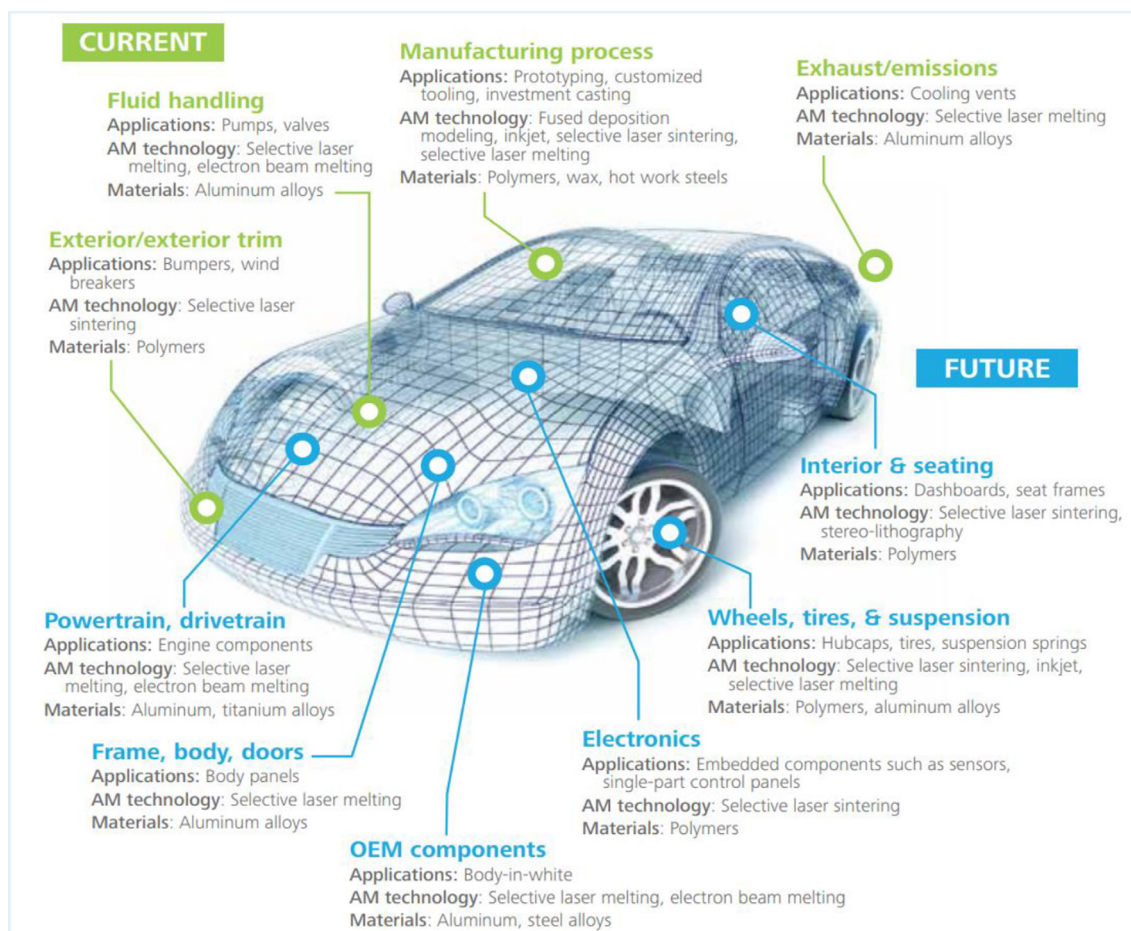 CURRENT
Fluid handling
Applications: Pumps, valves
AM technology: Selective laser
melting, electron beam melting
Materials: Aluminum alloys
Manufacturing process
Applications: Prototyping, customized
tooling, investment casting
AM technology: Fused deposition
modeling, inkjet, selective laser sintering,
selective laser melting
Materials: Polymers, wax, hot work steels
Exhaust/emissions
Applications: Cooling vents
AM technology: Selective laser melting
Materials: Aluminum alloys
Exterior/exterior trim
Applications: Bumpers, wind
breakers
AM technology: Selective laser
sintering
Materials: Polymers
FUTURE
Interior & seating
Applications: Dashboards, seat frames
AM technology: Selective laser sintering,
stereo-lithography
Materials: Polymers
Powertrain, drivetrain
Applications: Engine components
AM technology: Selective laser
melting, electron beam melting
Materials: Aluminum, titanium alloys
Wheels, tires, & suspension
Applications: Hubcaps, tires, suspension springs
AM technology: Selective laser sintering, inkjet,
selective laser melting
Materials: Polymers, aluminum alloys
Frame, body, doors
Applications: Body panels
AM technology: Selective laser melting
Materials: Aluminum alloys
Electronics
Applications: Embedded components such as sensors,
single-part control panels
AM technology: Selective laser sintering
Materials: Polymers
OEM components
Applications: Body-in-white
AM technology: Selective laser melting, electron beam melting
Materials: Aluminum, steel alloys